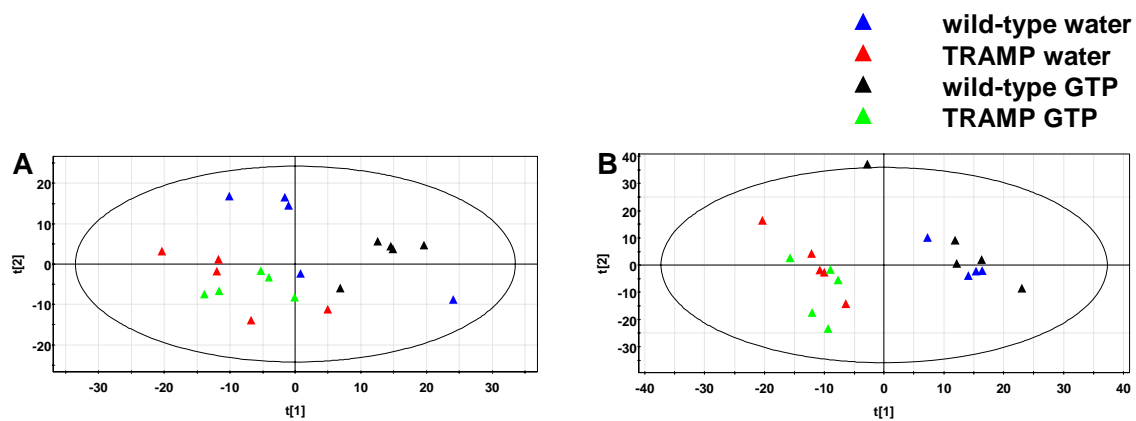 wild-type water
TRAMP water
wild-type GTP
TRAMP GTP
A
20
10
0
-10
-20
t[2]
-30 -20 -10 0 10 20 30
t[1]
B
40
30
20
10
0
-10
-20
-30
t[2]
-40 -30 -20 -10 0 10 20 30 40
t[1]